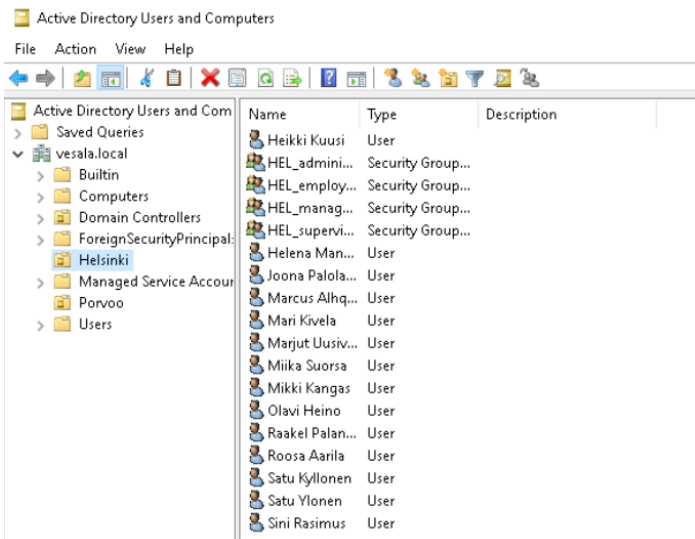 Active Directory Users and Computers
File Action View Help
Active Directory Users and Com
Saved Queries
vesala.local
Builtin
Computers
Domain Controllers
ForeignSecurityPrincipal:
Helsinki
Managed Service Accour
Porvoo
Users
Name Type Description
Heikki Kuusi User
HEL_admini... Security Group...
HEL_employ... Security Group...
HEL_manag... Security Group...
HEL_supervi... Security Group...
Helena Man... User
Joona Palola... User
Marcus Alhq... User
Mari Kivela User
Marjut Uusiv... User
Miika Suorsa User
Mikki Kangas User
Olavi Heino User
Raakel Palan... User
Roosa Aarila User
Satu Kyllonen User
Satu Ylonen User
Sini Rasimus User